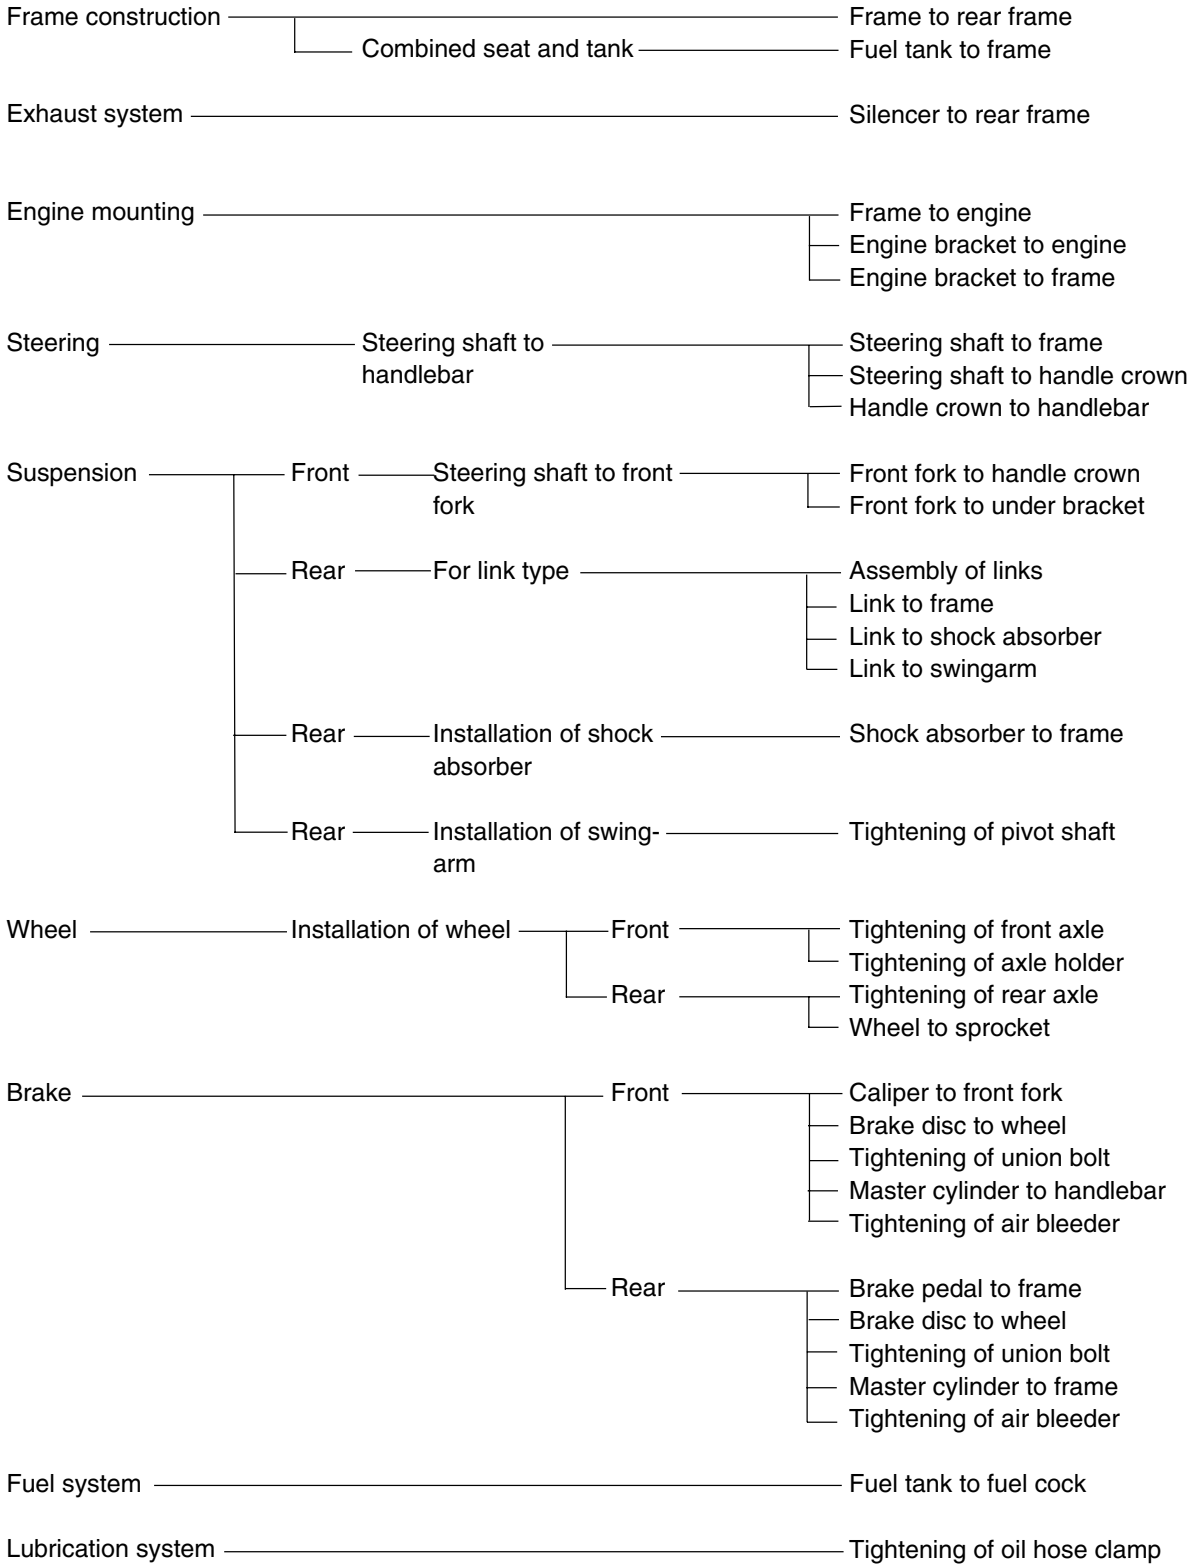 Frame construction Frame to rear frame
Combined seat and tank Fuel tank to frame
Exhaust system Silencer to rear frame
Engine mounting Frame to engine
Engine bracket to engine
Engine bracket to frame
Steering Steering shaft to Steering shaft to frame
handlebar Steering shaft to handle crown
Handle crown to handlebar
Suspension Front Steering shaft to front Front fork to handle crown
fork Front fork to under bracket
Rear For link type Assembly of links
Link to frame
Link to shock absorber
Link to swingarm
Rear Installation of shock Shock absorber to frame
absorber
Rear Installation of swing- Tightening of pivot shaft
arm
Wheel Installation of wheel Front Tightening of front axle
Tightening of axle holder
Rear Tightening of rear axle
Wheel to sprocket
Brake Front Caliper to front fork
Brake disc to wheel
Tightening of union bolt
Master cylinder to handlebar
Tightening of air bleeder
Rear Brake pedal to frame
Brake disc to wheel
Tightening of union bolt
Master cylinder to frame
Tightening of air bleeder
Fuel system Fuel tank to fuel cock
Lubrication system Tightening of oil hose clamp